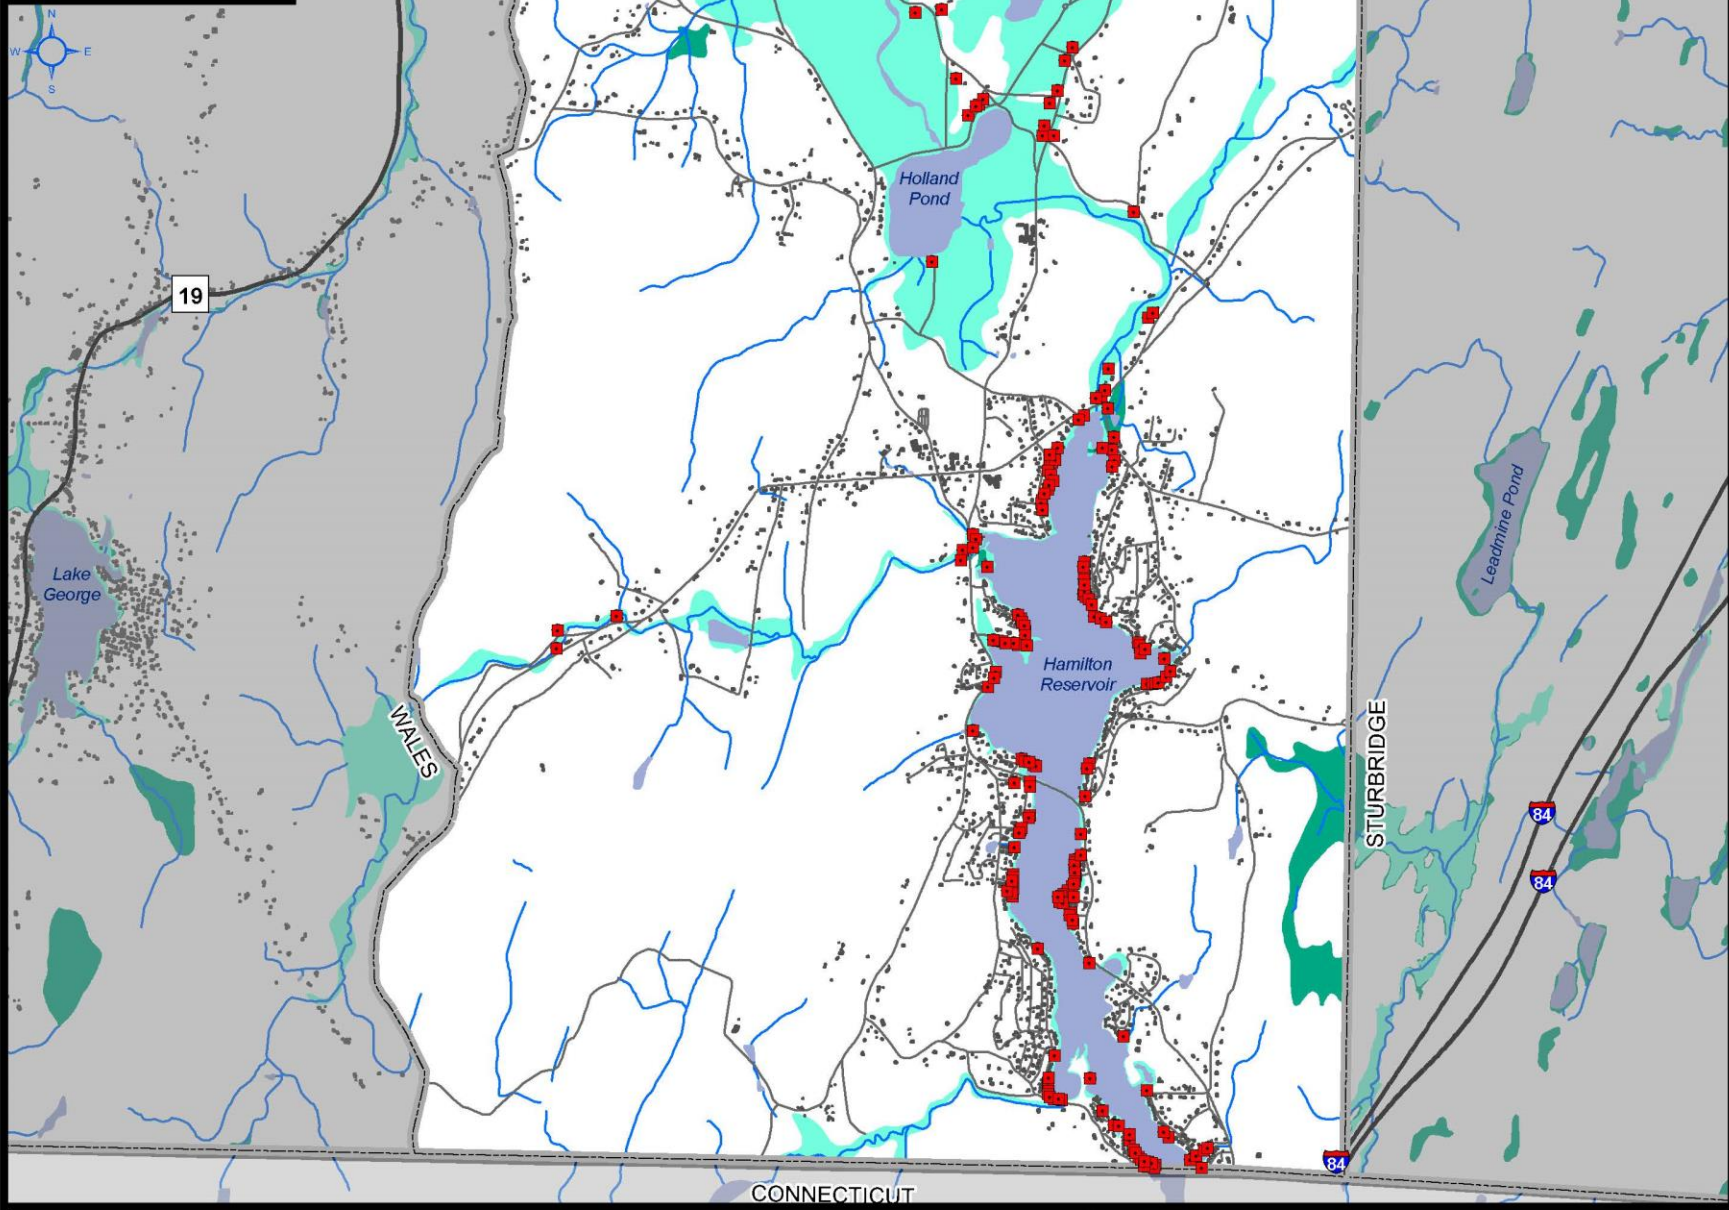 N
W E
S
Holland
Pond
19
Leadmine Pond
Lake
George
Hamilton
Reservoir
WALES
STURBRIDGE
84
84
84
CONNECTICUT